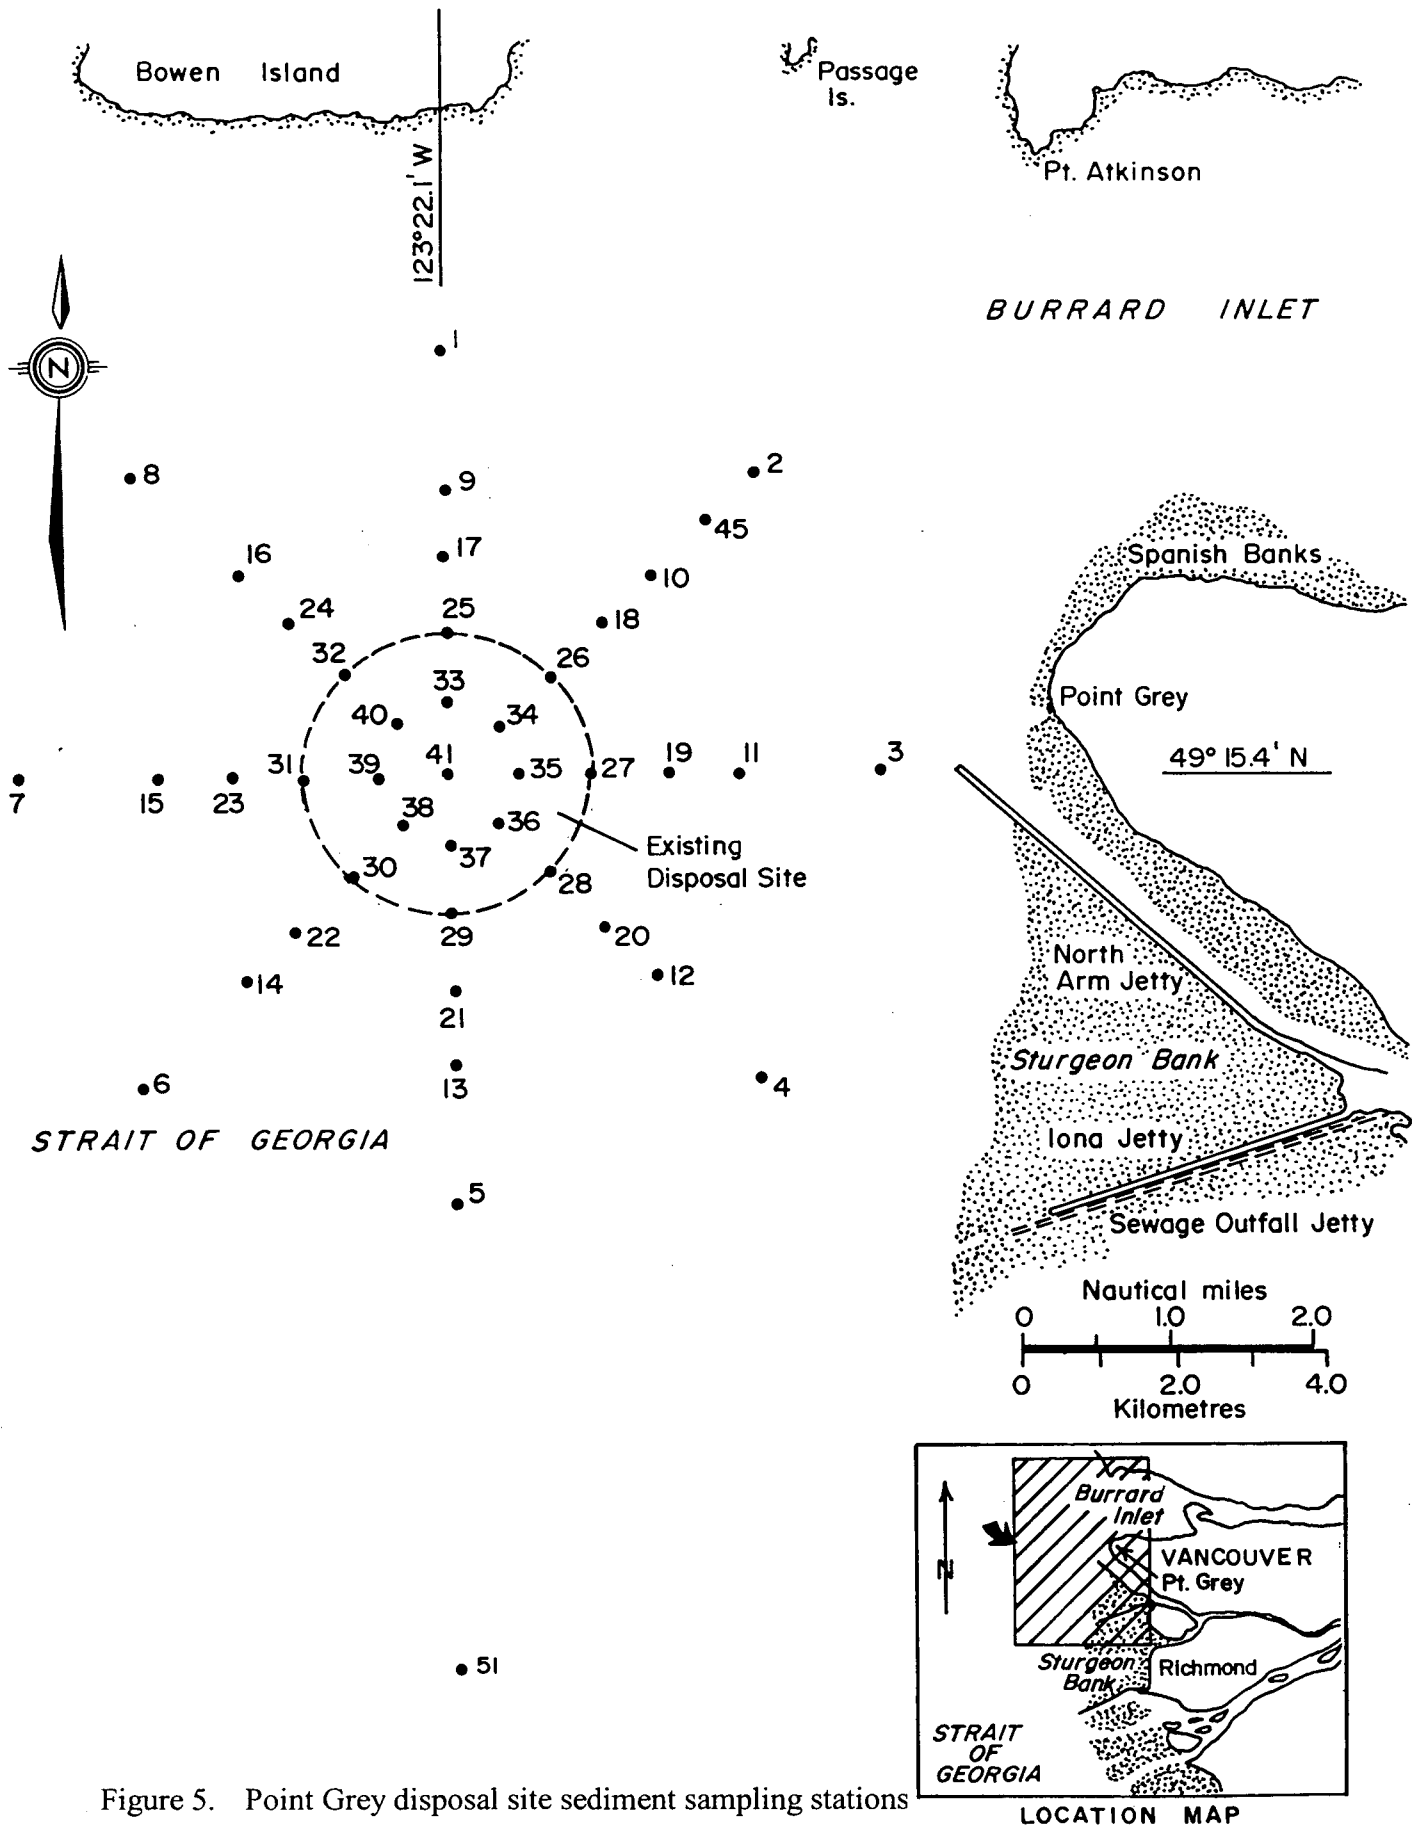 Bowen Island
Passage
Is.
Pt. Atkinson
123°22.1' W
BURRARD INLET
N
1
8
9
2
45
16
17
10
24
25
18
32
26
33
40
34
Spanish Banks
Point Grey
49° 15.4' N
7
15
23
31
39
41
35
27
19
11
3
38
36
37
Existing
Disposal Site
30
28
22
29
20
14
12
21
13
6
4
5
North
Arm Jetty
Sturgeon Bank
Iona Jetty
Sewage Outfall Jetty
STRAIT OF GEORGIA
Nautical miles
0 1.0 2.0
0 2.0 4.0
Kilometres
51
N
Burrard
Inlet
VANCOUVER
Pt. Grey
Sturgeon
Bank
Richmond
STRAIT
OF
GEORGIA
LOCATION MAP
Figure 5. Point Grey disposal site sediment sampling stations